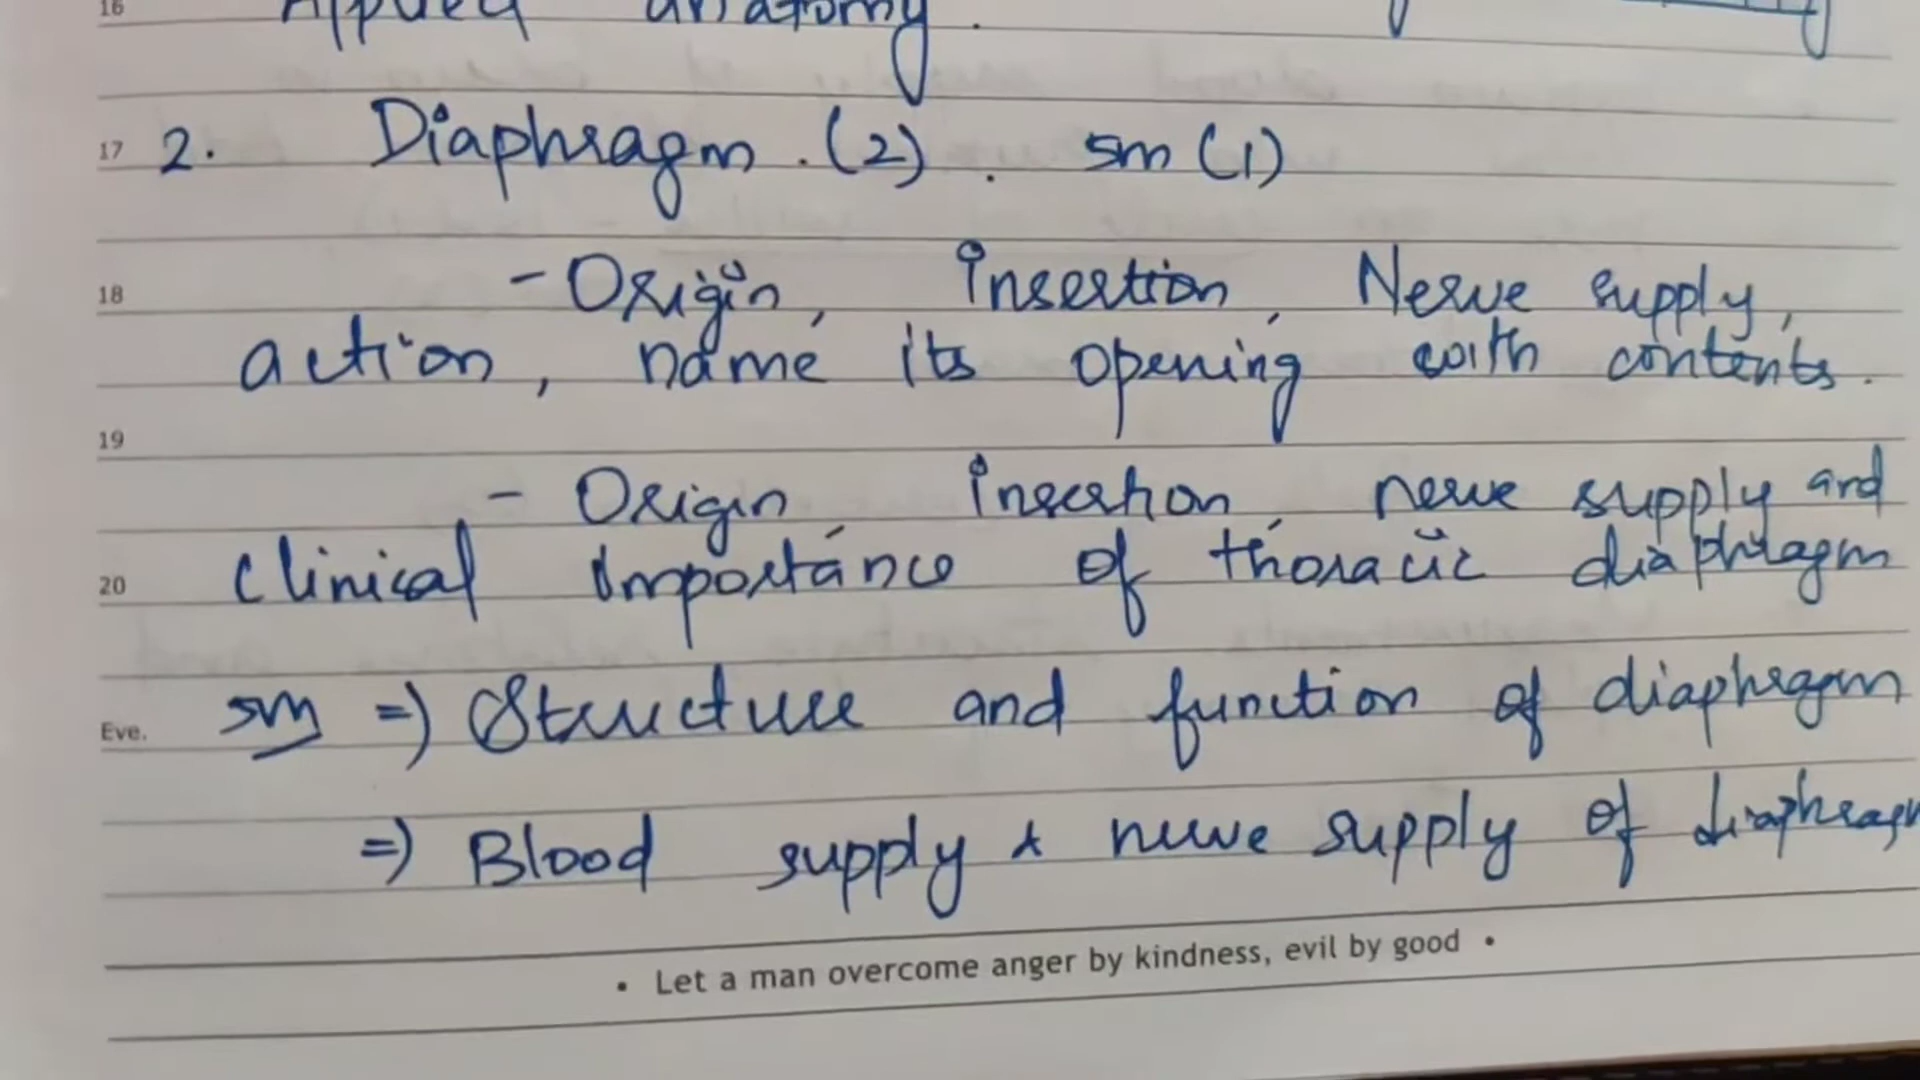 16 Applied anatomy.
17 2. Diaphragm . (2) . 5m (1)
18 - Origin, insertion, Nerve supply,
action, name its opening with contents.
19
- Origin, insertion, nerve supply and
20 clinical importance of thoracic diaphragm
Eve. 5m => Structure and function of diaphragm
=> Blood supply & nerve supply of diaphragm
• Let a man overcome anger by kindness, evil by good •